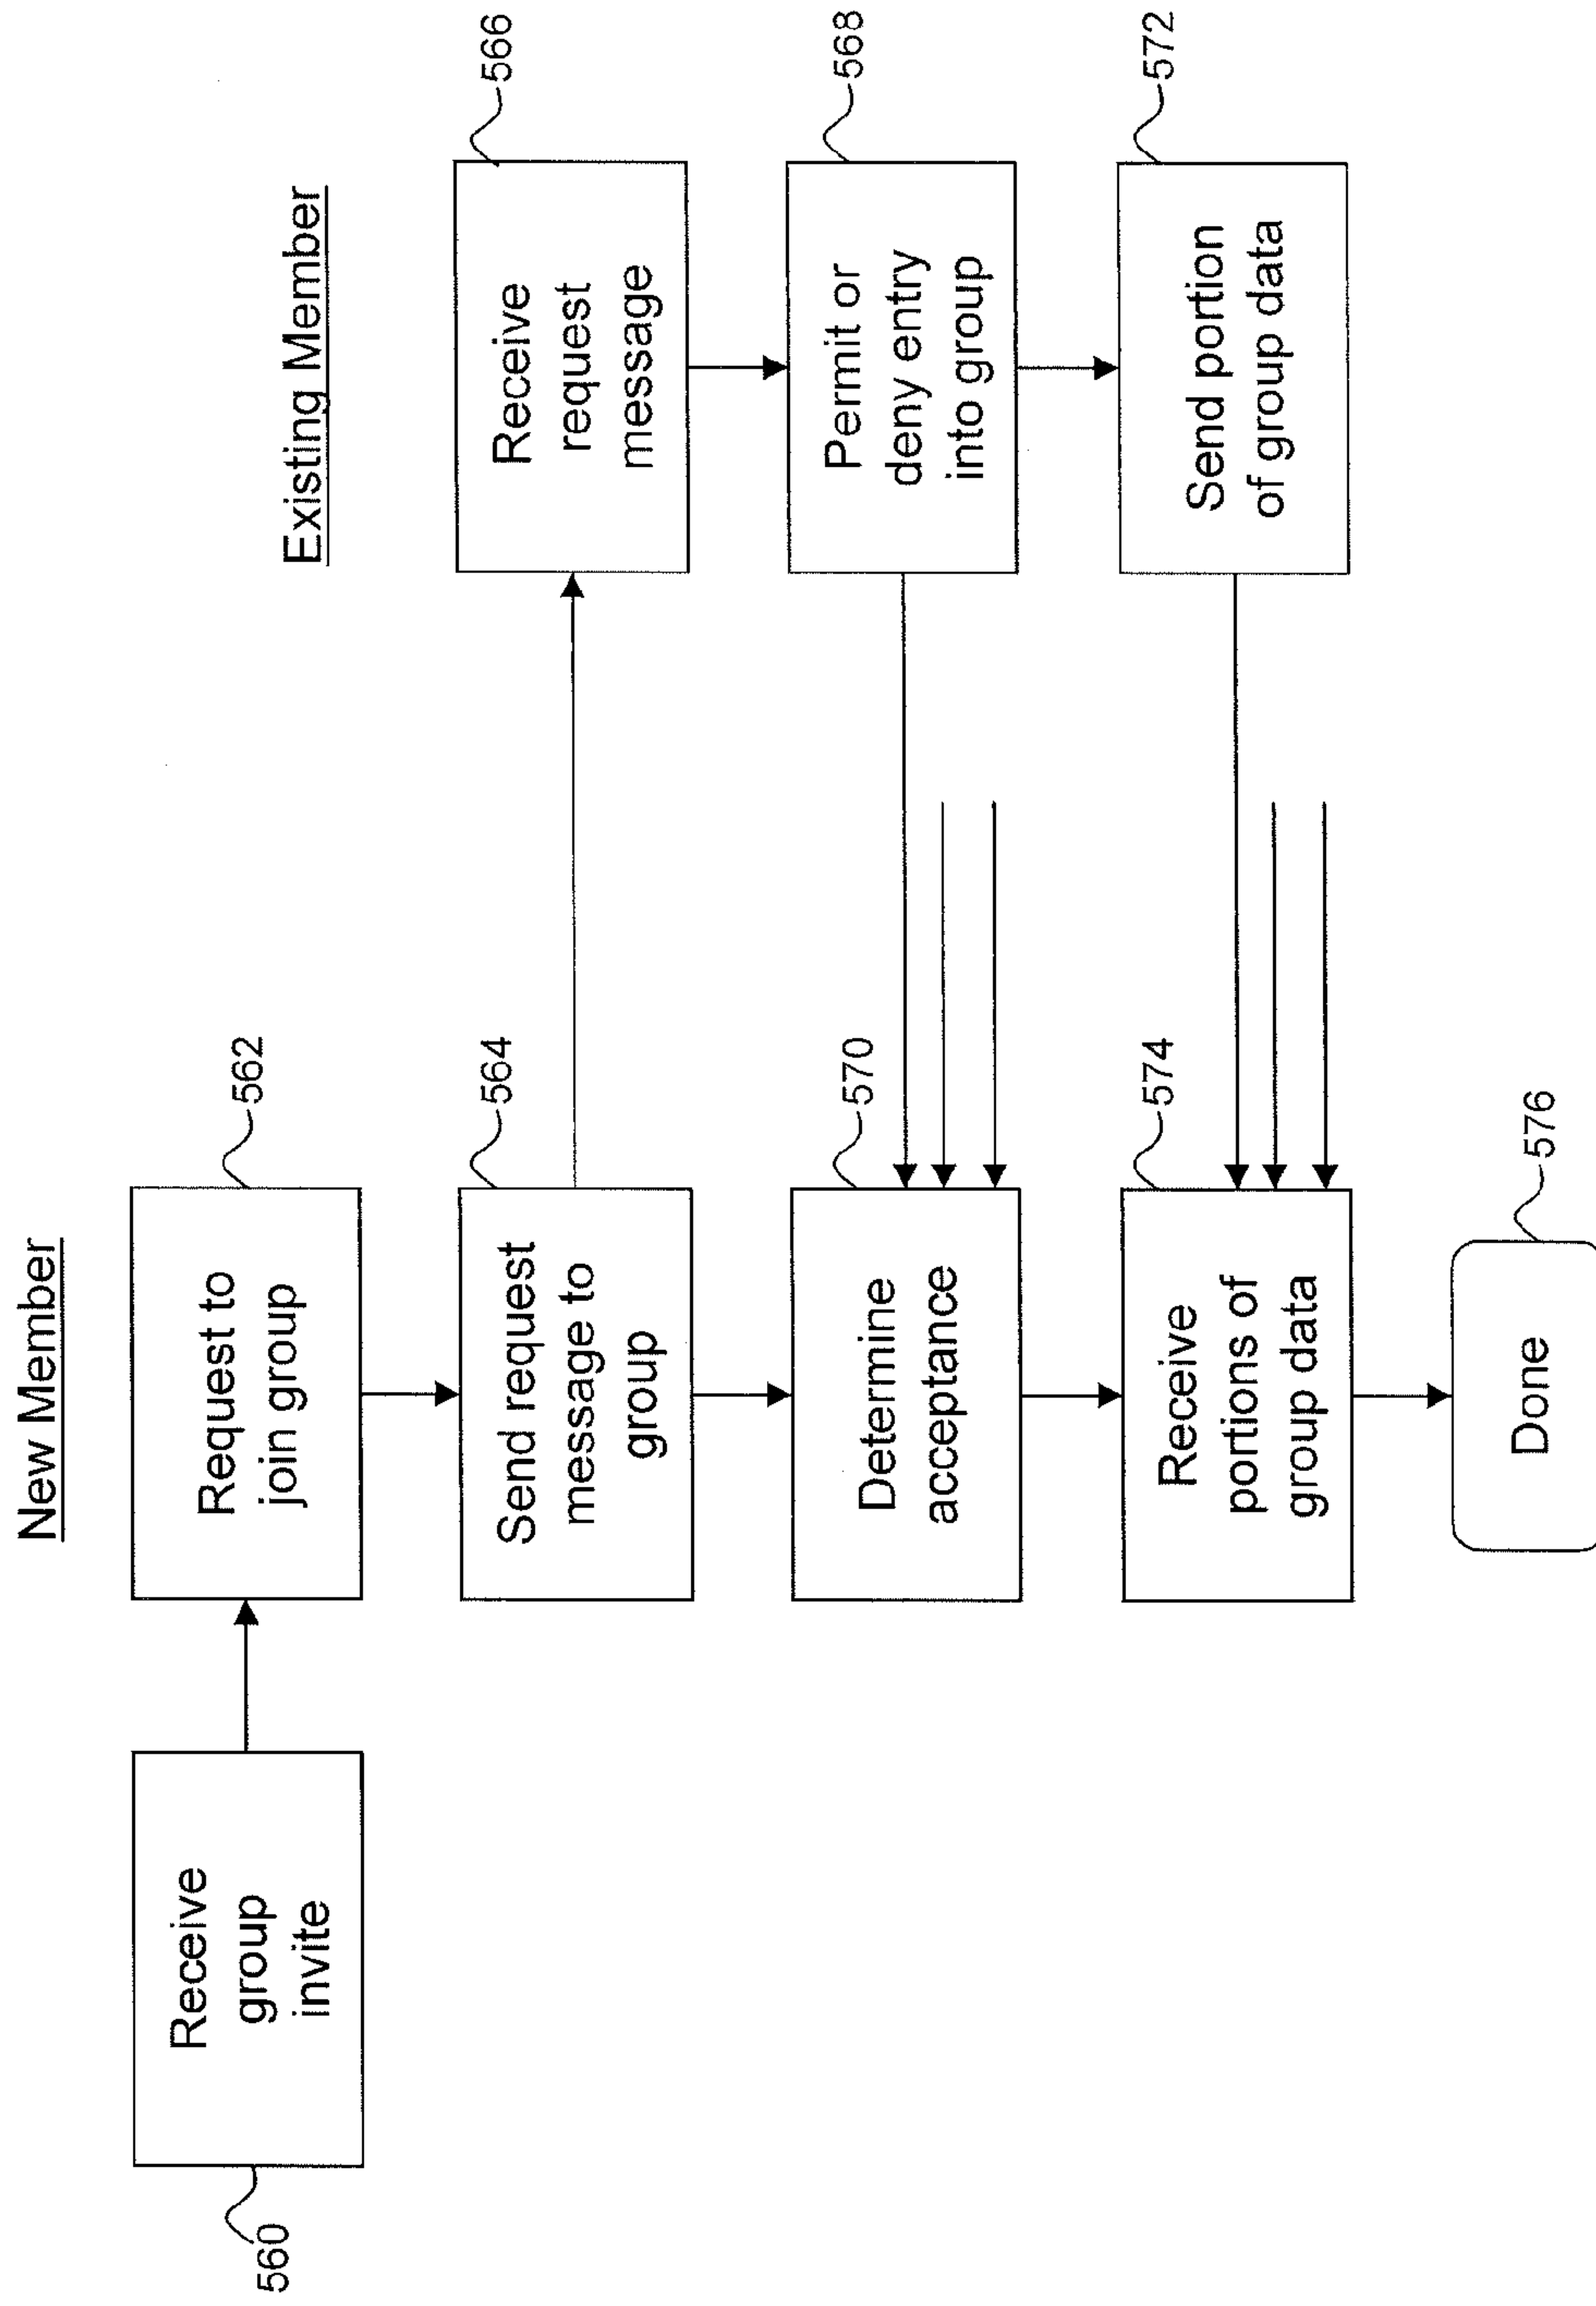 New Member
Existing Member
Receive
group
invite
560
Request to
join group
562
Send request
message to
group
564
Receive
request
message
566
Permit or
deny entry
into group
568
Determine
acceptance
570
Send portion
of group data
572
Receive
portions of
group data
574
Done
576